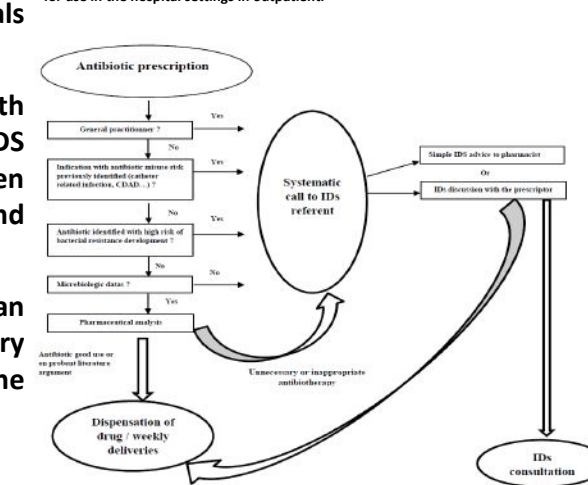 for use in the hospital settings in outpatient.
als
th
DS
en
nd
an
ry
ne
Antibiotic prescription
General practitioner ?
Yes
No
Indication with antibiotic misuse risk
previously identified (catheter
related infection, CDAD…) ?
Yes
No
Antibiotic identified with high risk of
bacterial resistance development ?
Yes
No
Microbiologic datas ?
No
Yes
Pharmaceutical analysis
Systematic
call to IDs
referent
Simple IDS advice to pharmacist
Or
IDs discussion with the prescriptor
Antibiotic good use or
on probent literature
argument
Unnecessary or inappropriate
antibiotherapy
Dispensation of
drug / weekly
deliveries
IDs
consultation